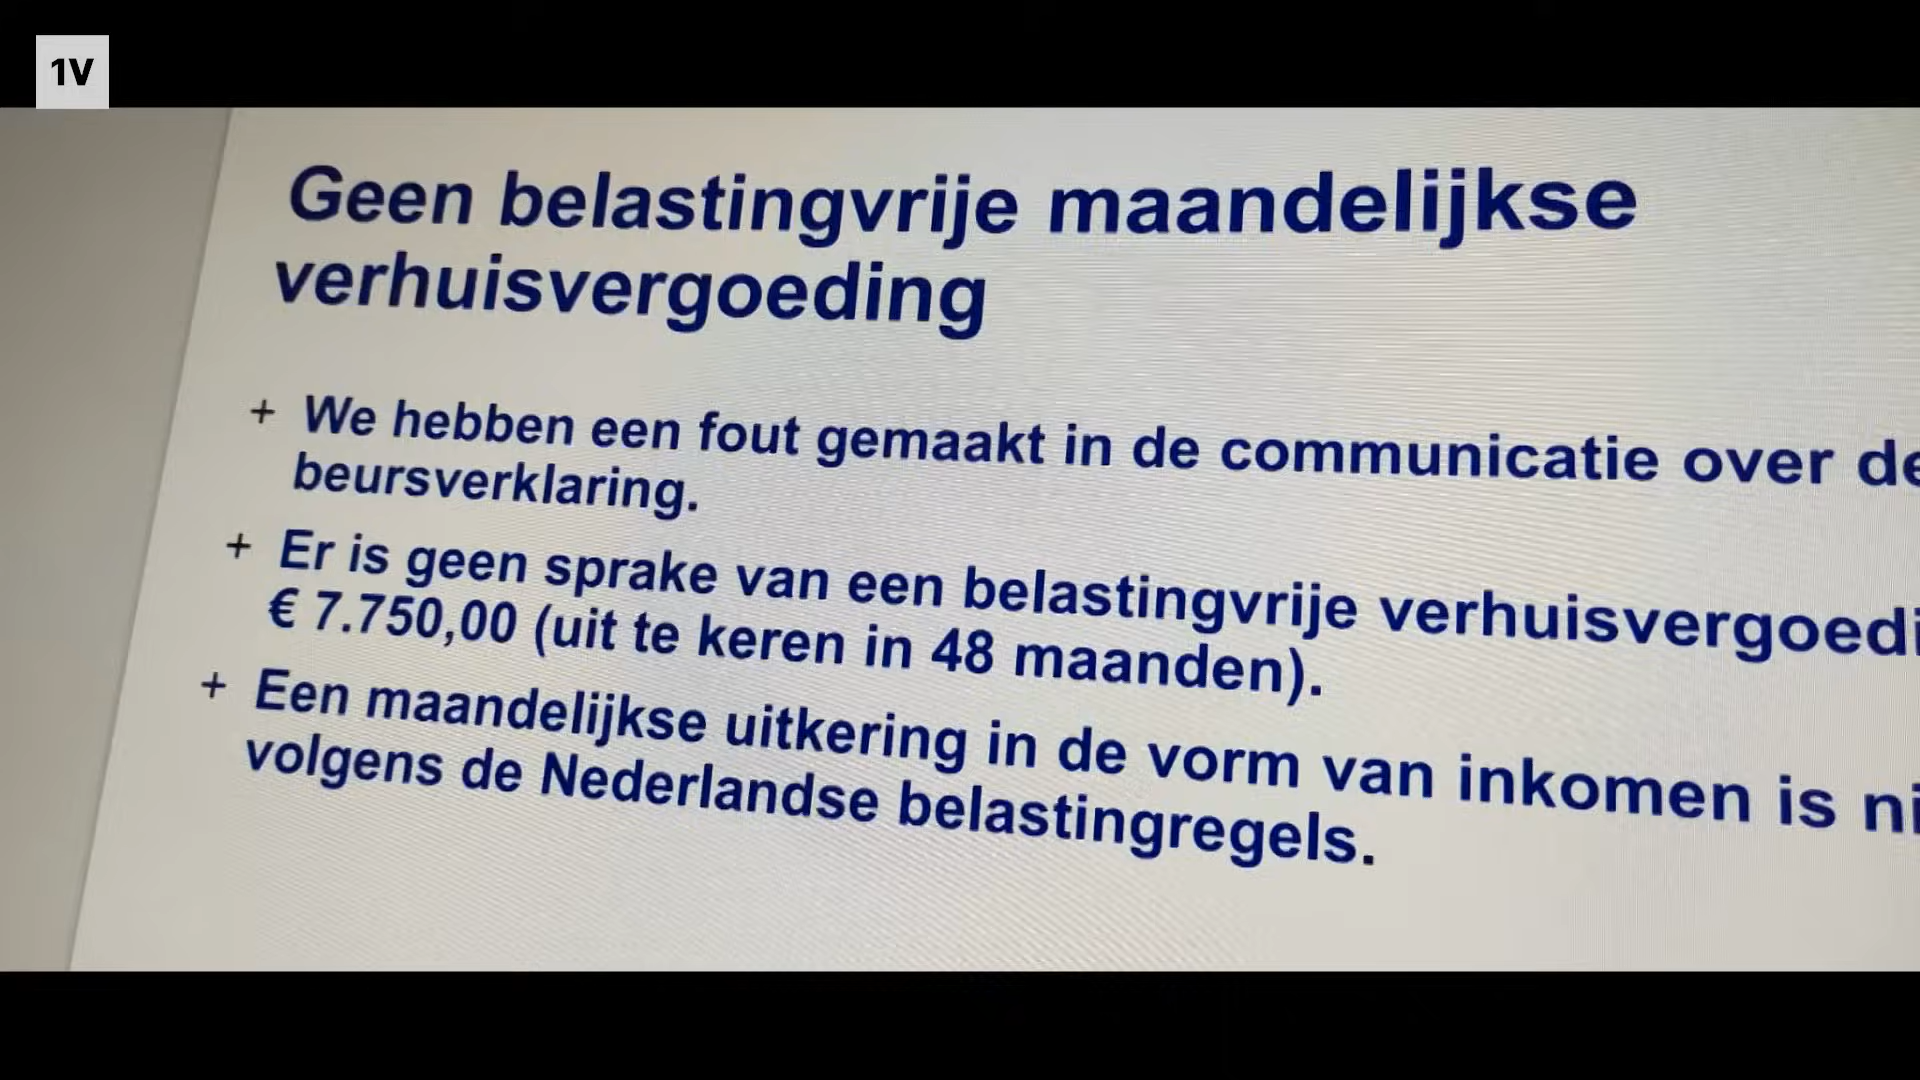 1V
Geen belastingvrije maandelijkse
verhuisvergoeding
+ We hebben een fout gemaakt in de communicatie over de
beursverklaring.
+ Er is geen sprake van een belastingvrije
€ 7.750,00 (uit te keren in 48 maanden).
+ Een maandelijkse uitkering in de vorm van inkomen is
volgens de Nederlandse belastingregels.